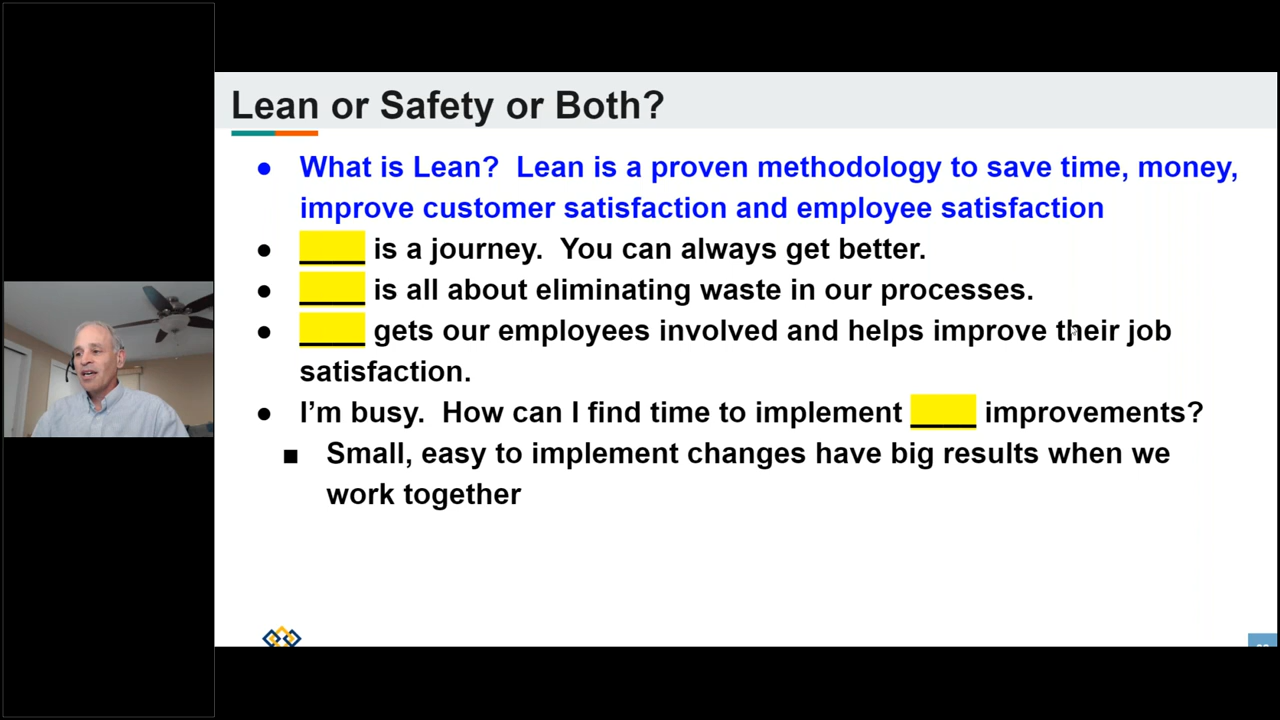 Lean or Safety or Both?
● What is Lean?  Lean is a proven methodology to save time, money,
improve customer satisfaction and employee satisfaction
● ____ is a journey.  You can always get better.
● ____ is all about eliminating waste in our processes.
● ____ gets our employees involved and helps improve their job
satisfaction.
● I’m busy.  How can I find time to implement ____ improvements?
■ Small, easy to implement changes have big results when we
work together